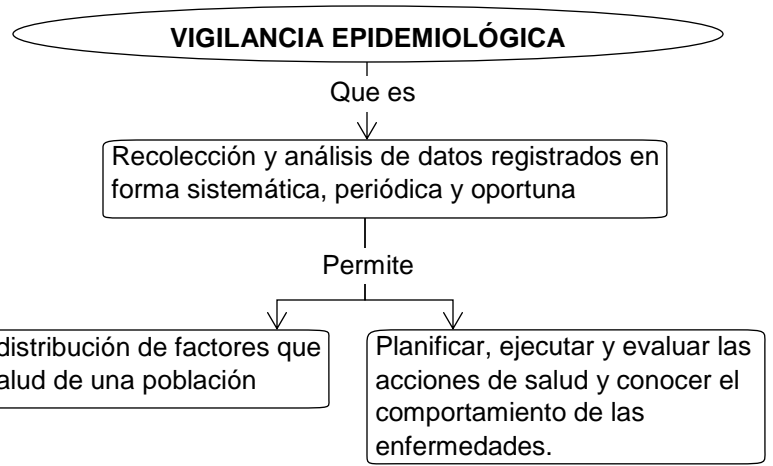 VIGILANCIA EPIDEMIOLÓGICA
Que es
Recolección y análisis de datos registrados en
forma sistemática, periódica y oportuna
Permite
distribución de factores que
alud de una población
Planificar, ejecutar y evaluar las
acciones de salud y conocer el
comportamiento de las
enfermedades.